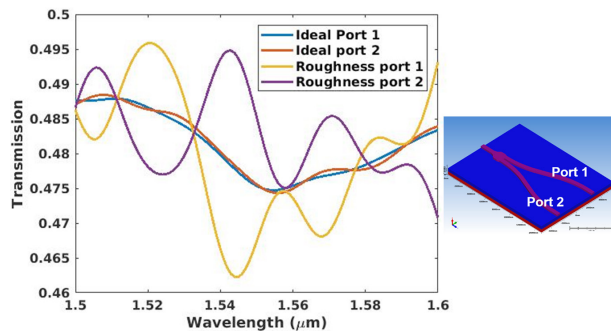 0.5
0.495
0.49
0.485
0.48
0.475
0.47
0.465
0.46
Transmission
Ideal Port 1
Ideal port 2
Roughness port 1
Roughness port 2
1.5 1.52 1.54 1.56 1.58 1.6
Wavelength (μm)
Port 1
Port 2